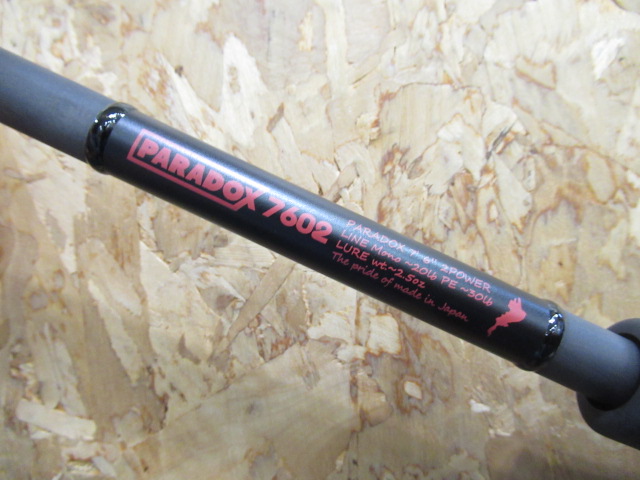 PARADOX 7602
PARADOX 7' 6" 2POWER
LiNE Mono ~20lb PE ~30lb
LURE wt.~2.5oz
The pride of made in Japan